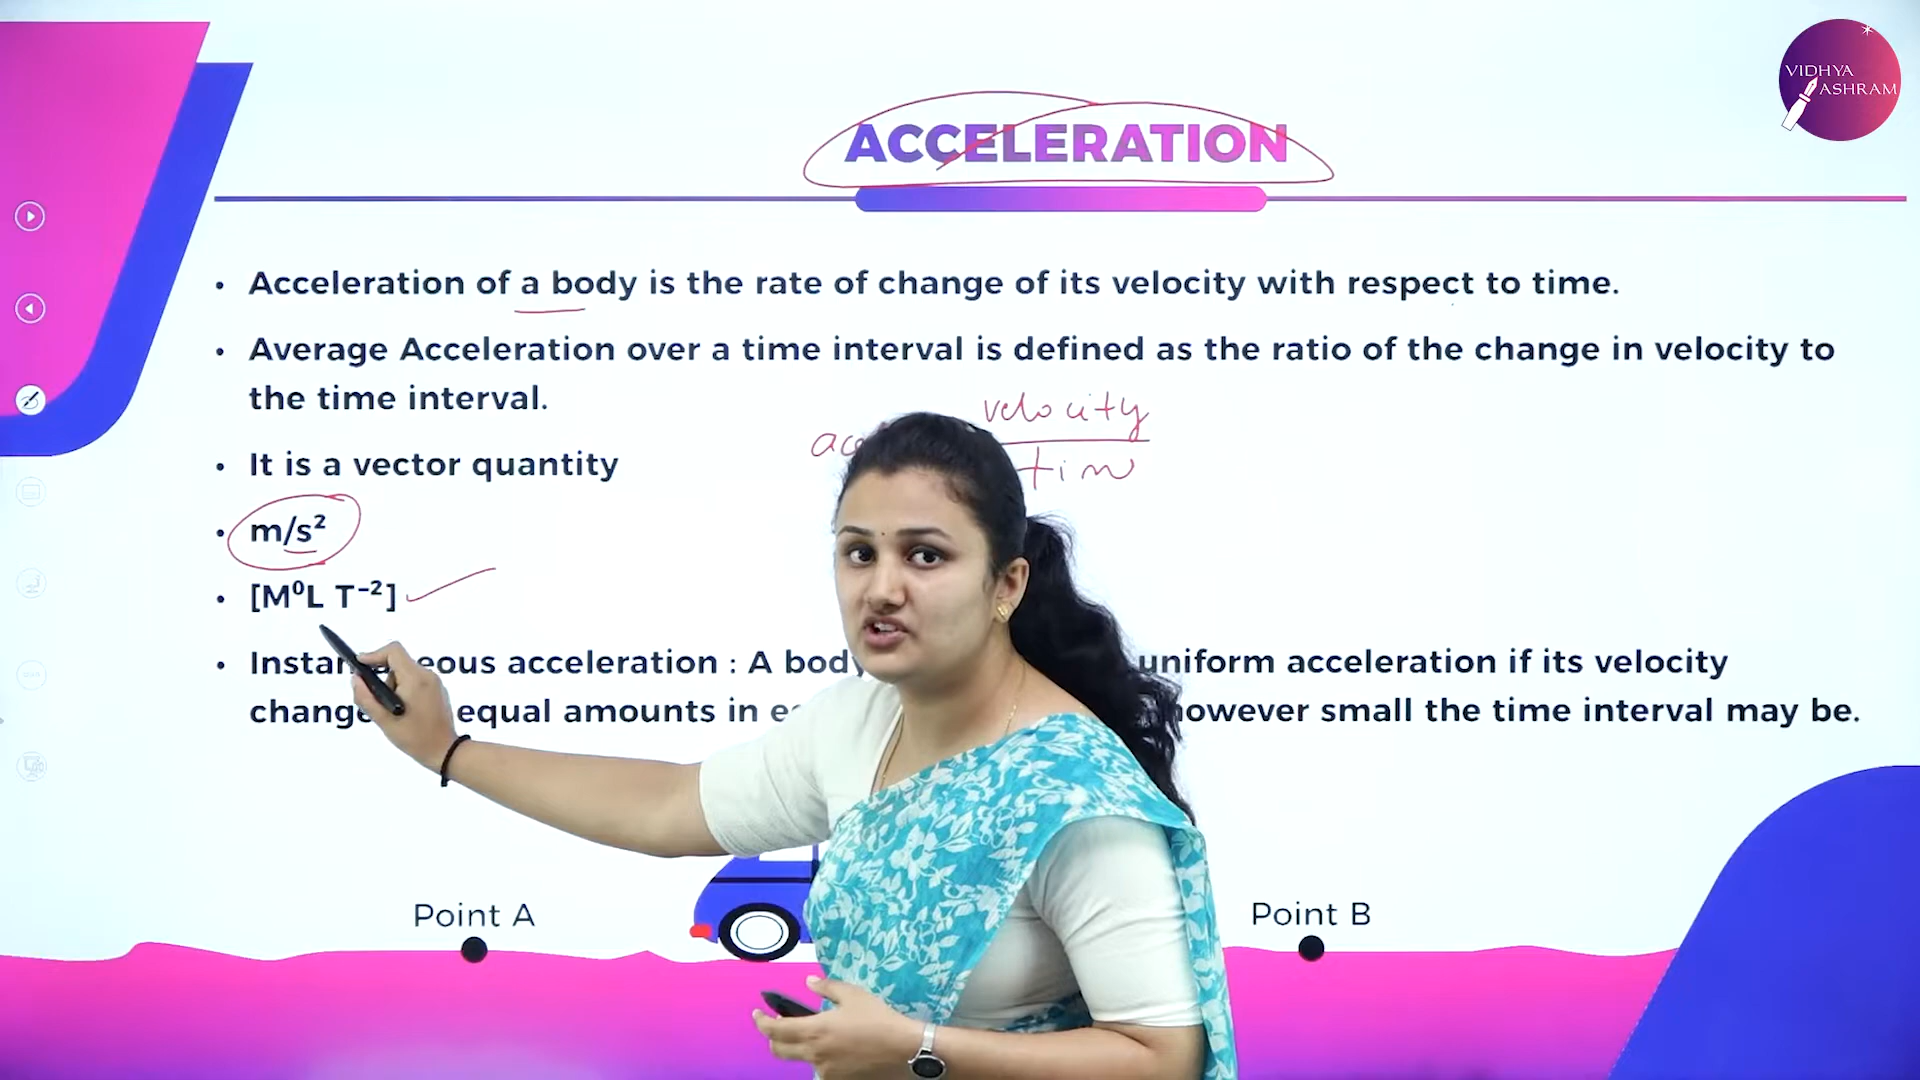 VIDHYA
ASHRAM
ACCELERATION
• Acceleration of a body is the rate of change of its velocity with respect to time.
• Average Acceleration over a time interval is defined as the ratio of the change in velocity to
the time interval.
velocity
• It is a vector quantity
• m/s²
• [M⁰L T⁻²]
acceleration : A
uniform acceleration if its velocity
equal amounts in
small the time interval may be.
Point A
Point B